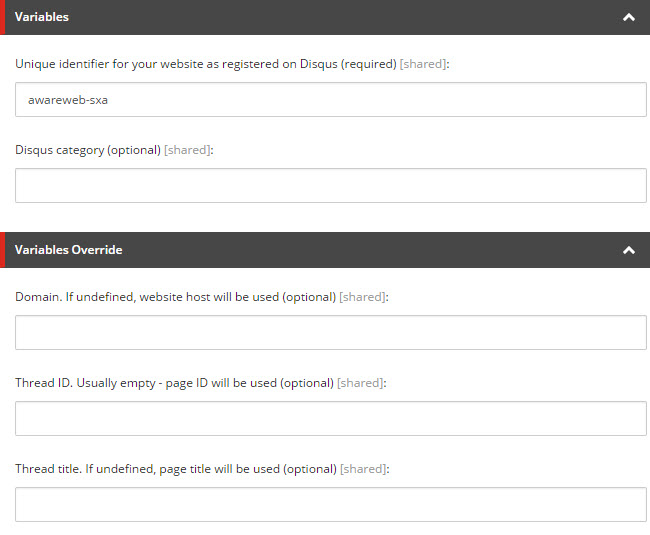 Variables
Unique identifier for your website as registered on Disqus (required) [shared]:
awareweb-sxa
Disqus category (optional) [shared]:
Variables Override
Domain. If undefined, website host will be used (optional) [shared]:
Thread ID. Usually empty - page ID will be used (optional) [shared]:
Thread title. If undefined, page title will be used (optional) [shared]: